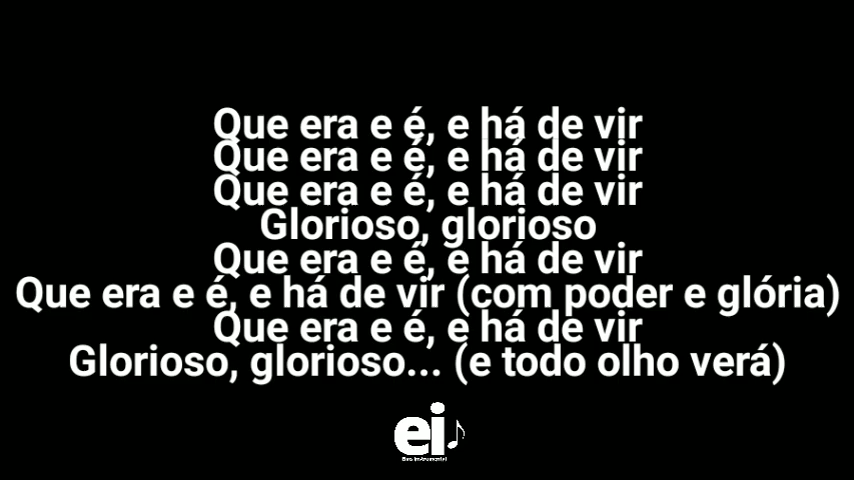 Que era e é, e há de vir
Que era e é, e há de vir
Que era e é, e há de vir
Glorioso, glorioso
Que era e é, e há de vir
Que era e é, e há de vir (com poder e glória)
Que era e é, e há de vir
Glorioso, glorioso... (e todo olho verá)
ei